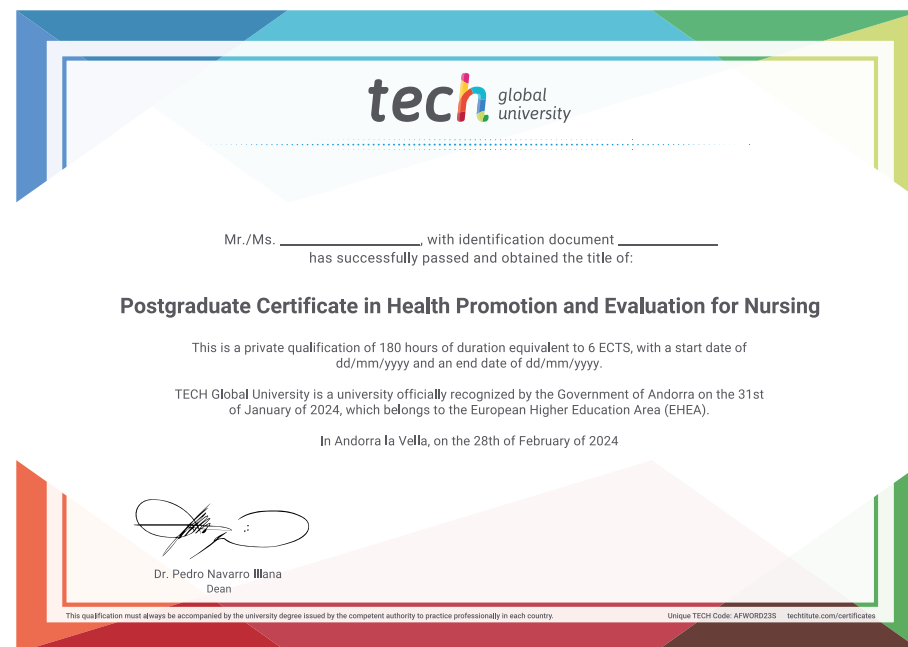 tech global university
Mr./Ms. ____________________, with identification document ______________
has successfully passed and obtained the title of:
Postgraduate Certificate in Health Promotion and Evaluation for Nursing
This is a private qualification of 180 hours of duration equivalent to 6 ECTS, with a start date of
dd/mm/yyyy and an end date of dd/mm/yyyy.
TECH Global University is a university officially recognized by the Government of Andorra on the 31st
of January of 2024, which belongs to the European Higher Education Area (EHEA).
In Andorra la Vella, on the 28th of February of 2024
Dr. Pedro Navarro Illana
Dean
This qualification must always be accompanied by the university degree issued by the competent authority to practice professionally in each country.
Unique TECH Code: AFWORD23S techtitute.com/certificates